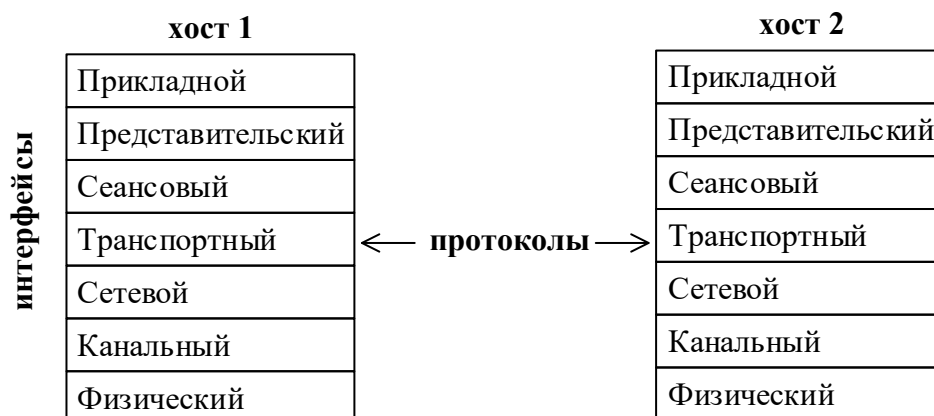 хост 1
хост 2
интерфейсы
Прикладной
Представительский
Сеансовый
Транспортный
Сетевой
Канальный
Физический
протоколы
Прикладной
Представительский
Сеансовый
Транспортный
Сетевой
Канальный
Физический